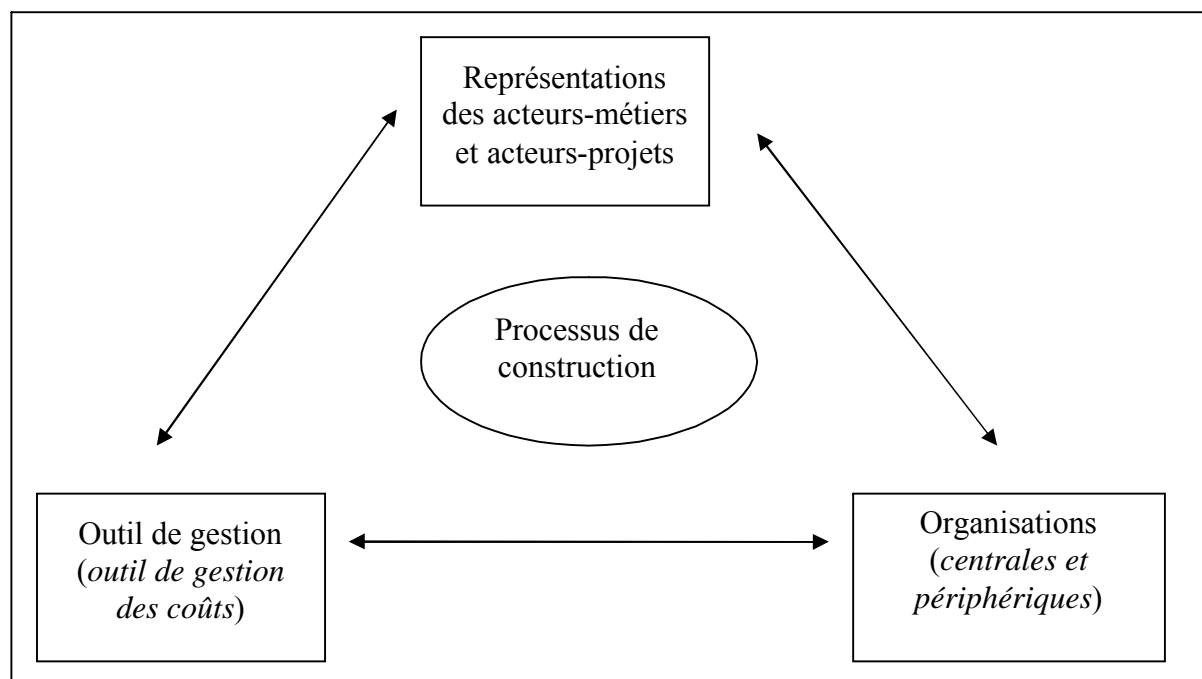 Représentations
des acteurs-métiers
et acteurs-projets
Processus de
construction
Outil de gestion
(outil de gestion
des coûts)
Organisations
(centrales et
périphériques)